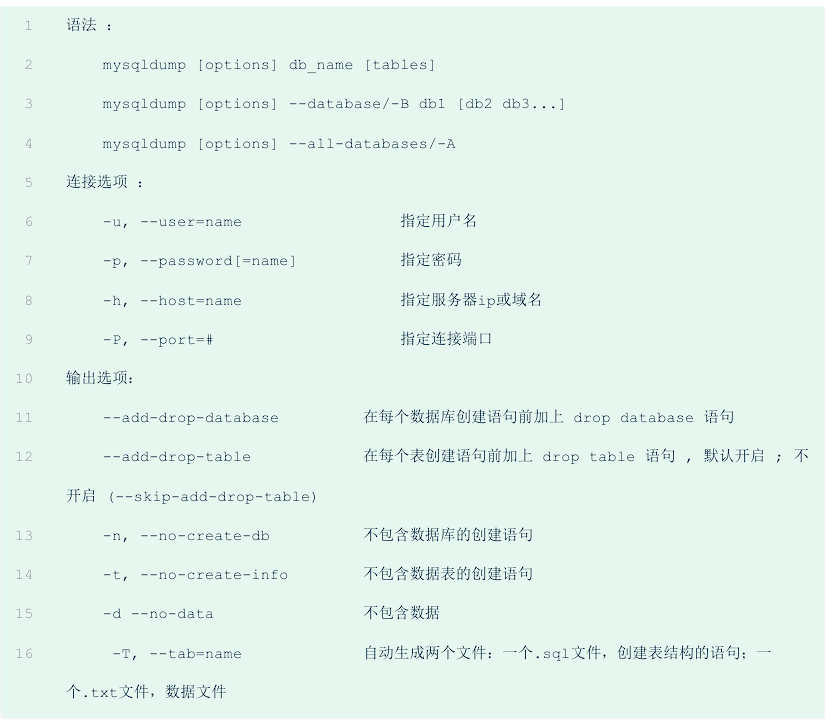 1 语法 :
2 mysqldump [options] db_name [tables]
3 mysqldump [options] --database/-B db1 [db2 db3...]
4 mysqldump [options] --all-databases/-A
5 连接选项 :
6 -u, --user=name 指定用户名
7 -p, --password[=name] 指定密码
8 -h, --host=name 指定服务器ip或域名
9 -P, --port=# 指定连接端口
10 输出选项:
11 --add-drop-database 在每个数据库创建语句前加上 drop database 语句
12 --add-drop-table 在每个表创建语句前加上 drop table 语句 , 默认开启 ; 不
开启 (--skip-add-drop-table)
13 -n, --no-create-db 不包含数据库的创建语句
14 -t, --no-create-info 不包含数据表的创建语句
15 -d --no-data 不包含数据
16 -T, --tab=name 自动生成两个文件：一个.sql文件，创建表结构的语句；一
个.txt文件，数据文件